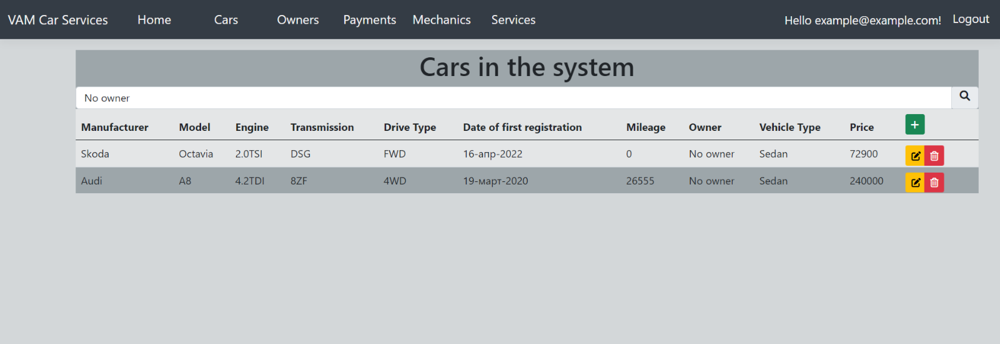 VAM Car Services Home Cars Owners Payments Mechanics Services Hello example@example.com! Logout
Cars in the system
No owner
Manufacturer Model Engine Transmission Drive Type Date of first registration Mileage Owner Vehicle Type Price
Skoda Octavia 2.0TSI DSG FWD 16-апр-2022 0 No owner Sedan 72900
Audi A8 4.2TDI 8ZF 4WD 19-март-2020 26555 No owner Sedan 240000